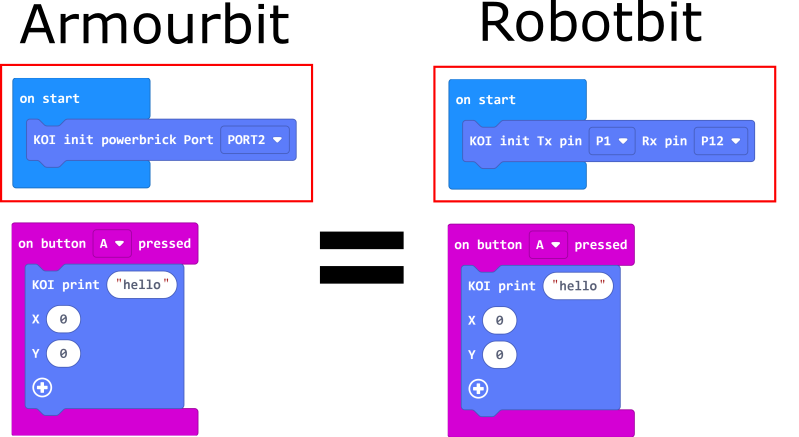 Armourbit
on start
KOI init powerbrick Port PORT2
on button A pressed
KOI print "hello"
X 0
Y 0
Robotbit
on start
KOI init Tx pin P1 Rx pin P12
on button A pressed
KOI print "hello"
X 0
Y 0